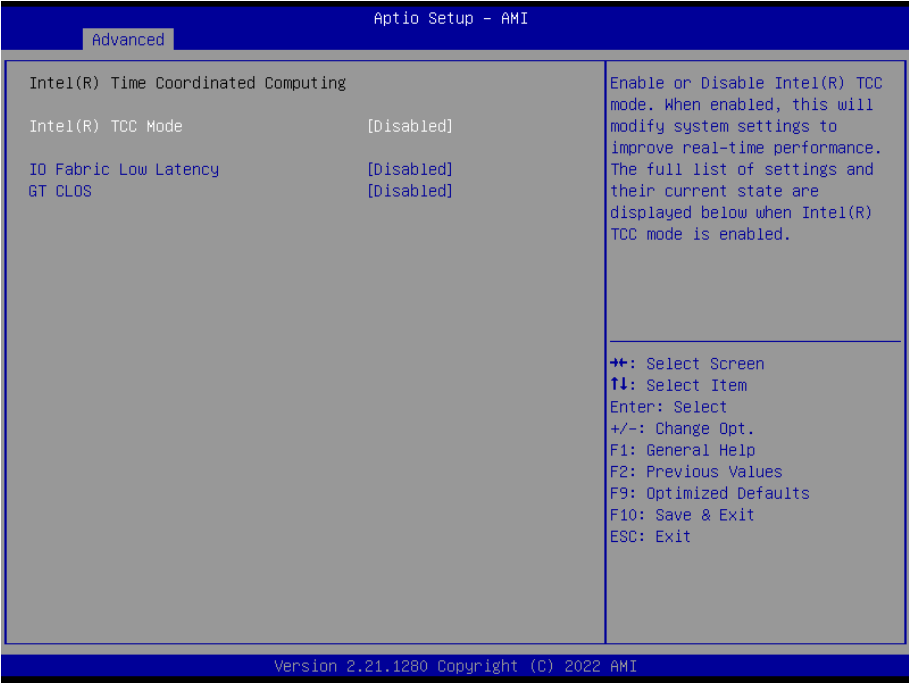 Aptio Setup – AMI
Advanced
Intel(R) Time Coordinated Computing
Intel(R) TCC Mode [Disabled]
IO Fabric Low Latency [Disabled]
GT CLOS [Disabled]
Enable or Disable Intel(R) TCC
mode. When enabled, this will
modify system settings to
improve real-time performance.
The full list of settings and
their current state are
displayed below when Intel(R)
TCC mode is enabled.
→←: Select Screen
↑↓: Select Item
Enter: Select
+/-: Change Opt.
F1: General Help
F2: Previous Values
F9: Optimized Defaults
F10: Save & Exit
ESC: Exit
Version 2.21.1280 Copyright (C) 2022 AMI